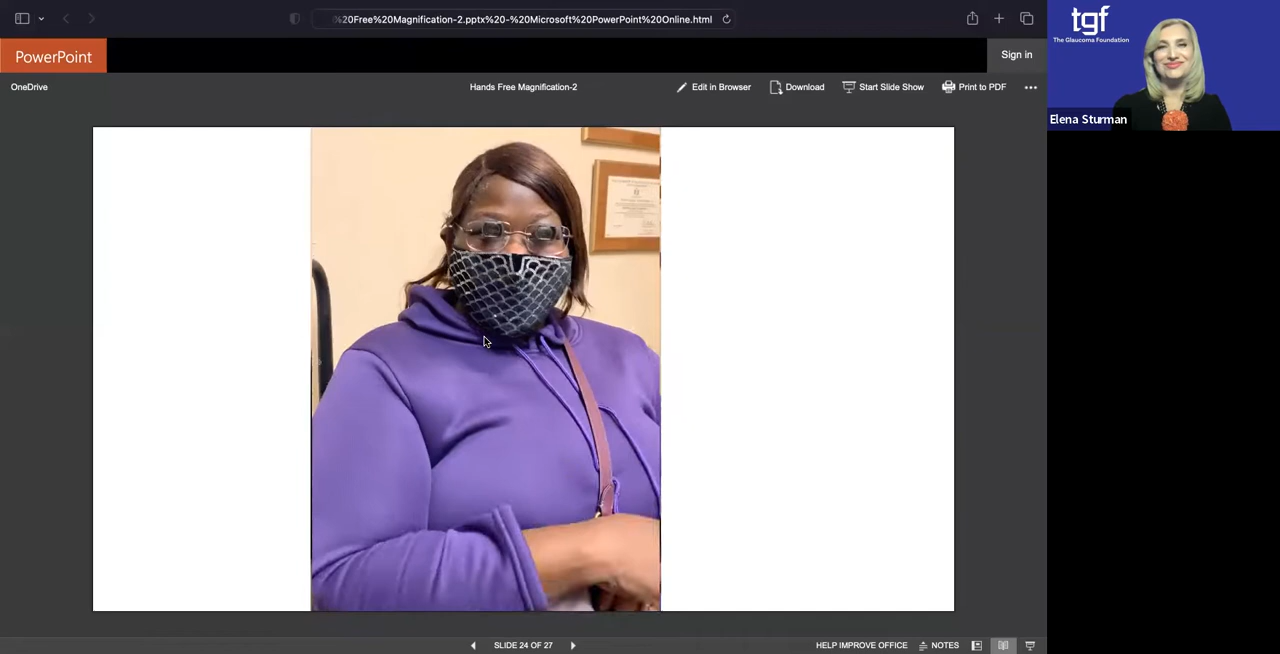 %20Free%20Magnification-2.pptx%20-%20Microsoft%20PowerPoint%20Online.html
tgf
The Glaucoma Foundation
Elena Sturman
PowerPoint
Sign in
OneDrive
Hands Free Magnification-2
Edit in Browser
Download
Start Slide Show
Print to PDF
SLIDE 24 OF 27
HELP IMPROVE OFFICE
NOTES